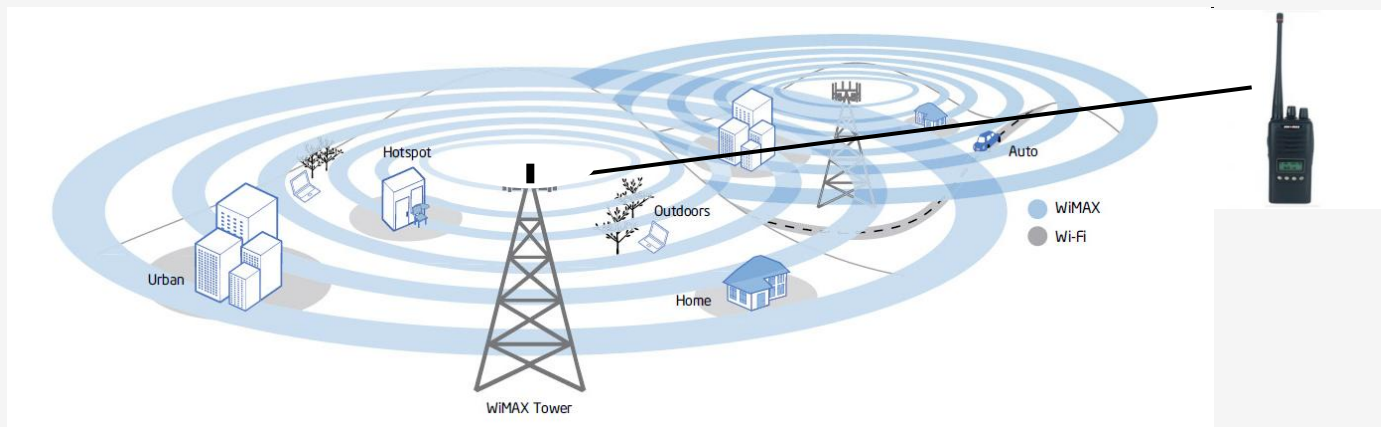 Hotspot
Auto
Outdoors
WiMAX
Wi-Fi
Urban
Home
WiMAX Tower